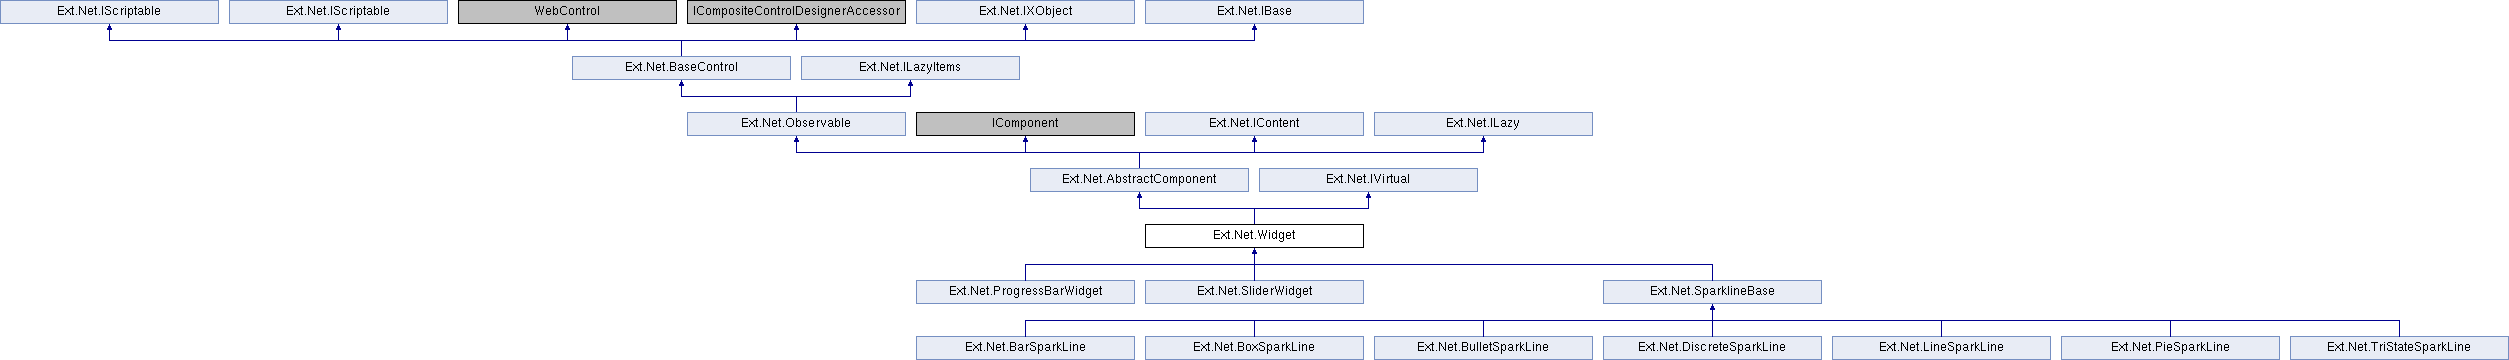 Ext.Net.IScriptable
Ext.Net.IScriptable
WebControl
ICompositeControlDesignerAccessor
Ext.Net.IXObject
Ext.Net.IBase
Ext.Net.BaseControl
Ext.Net.ILazyItems
Ext.Net.Observable
IComponent
Ext.Net.IContent
Ext.Net.ILazy
Ext.Net.AbstractComponent
Ext.Net.IVirtual
Ext.Net.Widget
Ext.Net.ProgressBarWidget
Ext.Net.SliderWidget
Ext.Net.SparklineBase
Ext.Net.BarSparkLine
Ext.Net.BoxSparkLine
Ext.Net.BulletSparkLine
Ext.Net.DiscreteSparkLine
Ext.Net.LineSparkLine
Ext.Net.PieSparkLine
Ext.Net.TriStateSparkLine